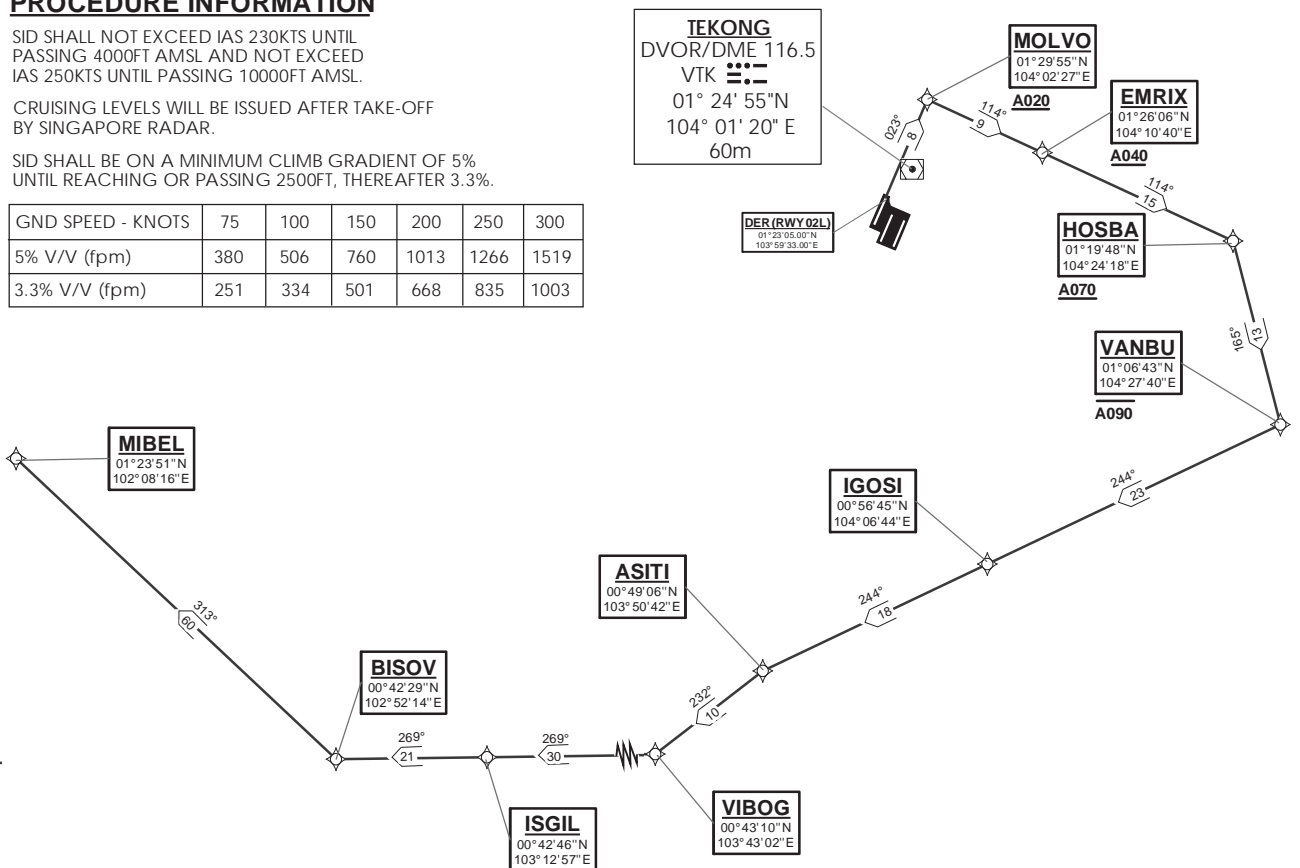 PROCEDURE INFORMATION
SID SHALL NOT EXCEED IAS 230KTS UNTIL
PASSING 4000FT AMSL AND NOT EXCEED
IAS 250KTS UNTIL PASSING 10000FT AMSL.
CRUISING LEVELS WILL BE ISSUED AFTER TAKE-OFF
BY SINGAPORE RADAR.
SID SHALL BE ON A MINIMUM CLIMB GRADIENT OF 5%
UNTIL REACHING OR PASSING 2500FT, THEREAFTER 3.3%.
GND SPEED - KNOTS 75 100 150 200 250 300
5% V/V (fpm) 380 506 760 1013 1266 1519
3.3% V/V (fpm) 251 334 501 668 835 1003
TEKONG
DVOR/DME 116.5
VTK
01° 24' 55"N
104° 01' 20" E
60m
DER (RWY 02L)
01°23'05.00"N
103°59'33.00"E
023°
8
MOLVO
01°29'55"N
104°02'27"E
A020
114°
9
EMRIX
01°26'06"N
104°10'40"E
A040
114°
15
HOSBA
01°19'48"N
104°24'18"E
A070
165°
13
VANBU
01°06'43"N
104°27'40"E
A090
244°
23
IGOSI
00°56'45"N
104°06'44"E
244°
18
ASITI
00°49'06"N
103°50'42"E
232°
10
VIBOG
00°43'10"N
103°43'02"E
269°
30
ISGIL
00°42'46"N
103°12'57"E
269°
21
BISOV
00°42'29"N
102°52'14"E
313°
60
MIBEL
01°23'51"N
102°08'16"E